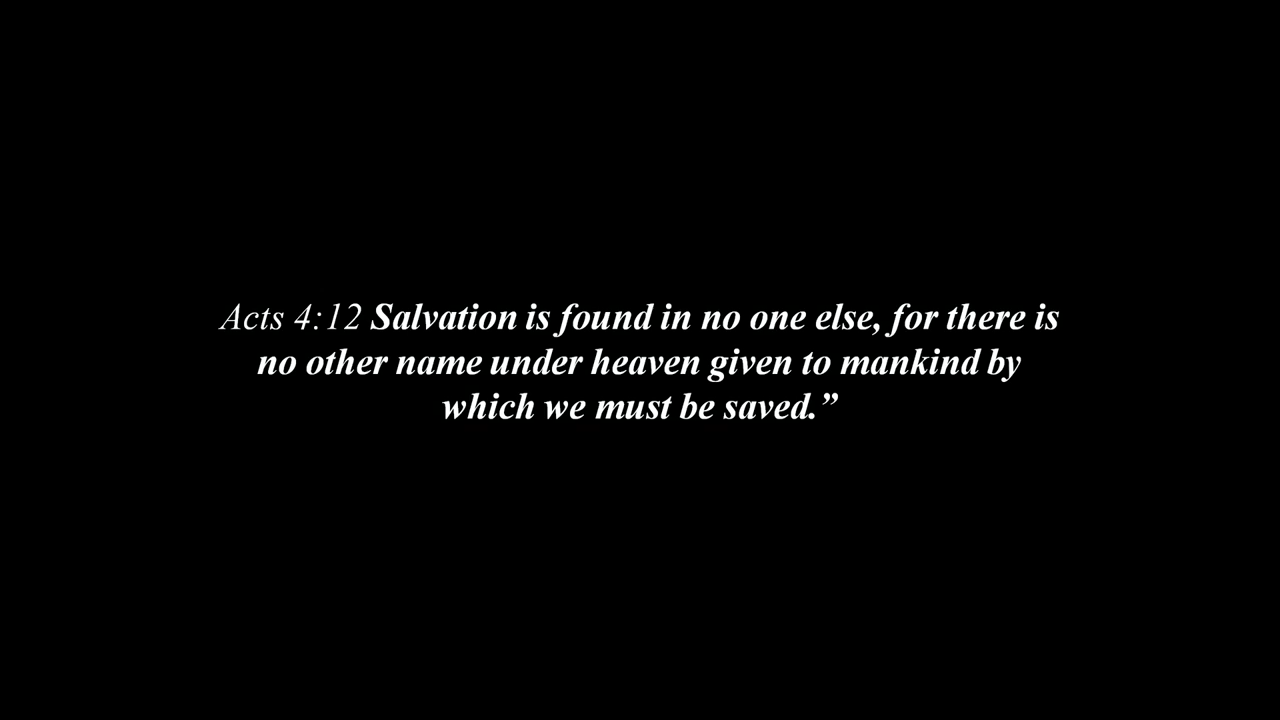 Acts 4:12 Salvation is found in no one else, for there is
no other name under heaven given to mankind by
which we must be saved.”